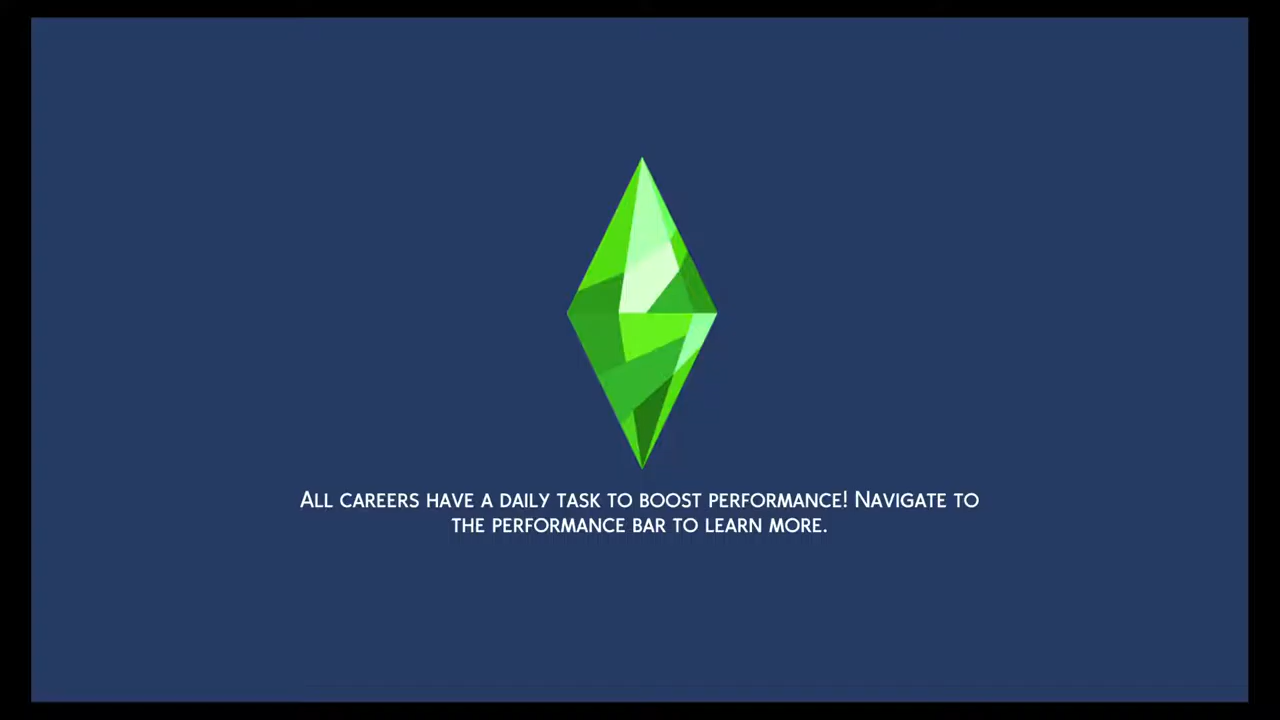 All careers have a daily task to boost performance! Navigate to
the performance bar to learn more.